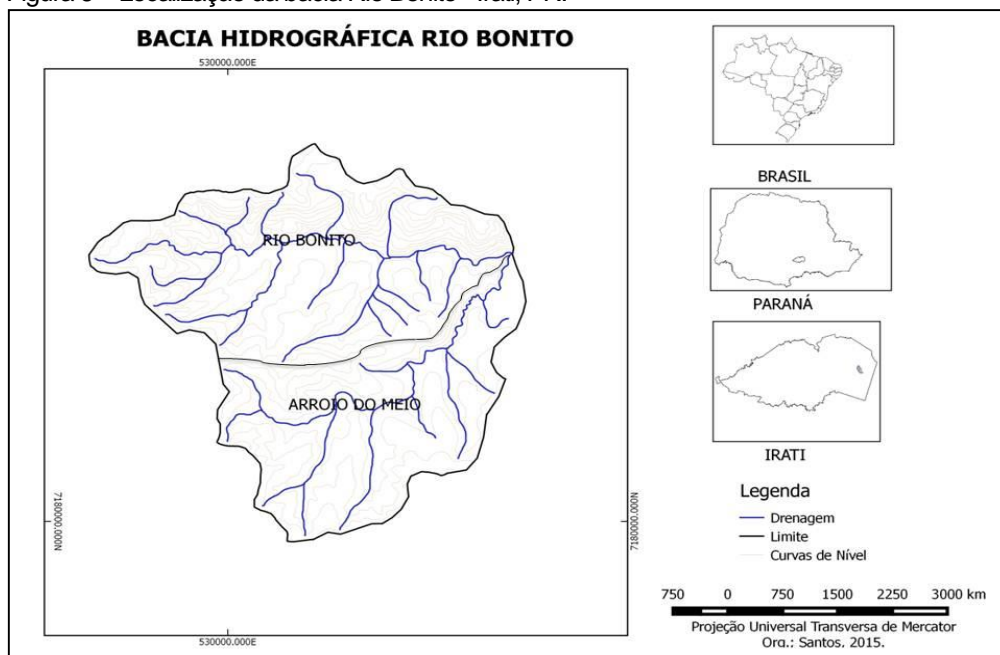 BACIA HIDROGRÁFICA RIO BONITO
530000.000E
RIO BONITO
ARROIO DO MEIO
7180000.000N
7180000.000N
530000.000E
BRASIL
PARANÁ
IRATI
Legenda
Drenagem
Limite
Curvas de Nível
750 0 750 1500 2250 3000 km
Projeção Universal Transversa de Mercator
Org.: Santos, 2015.